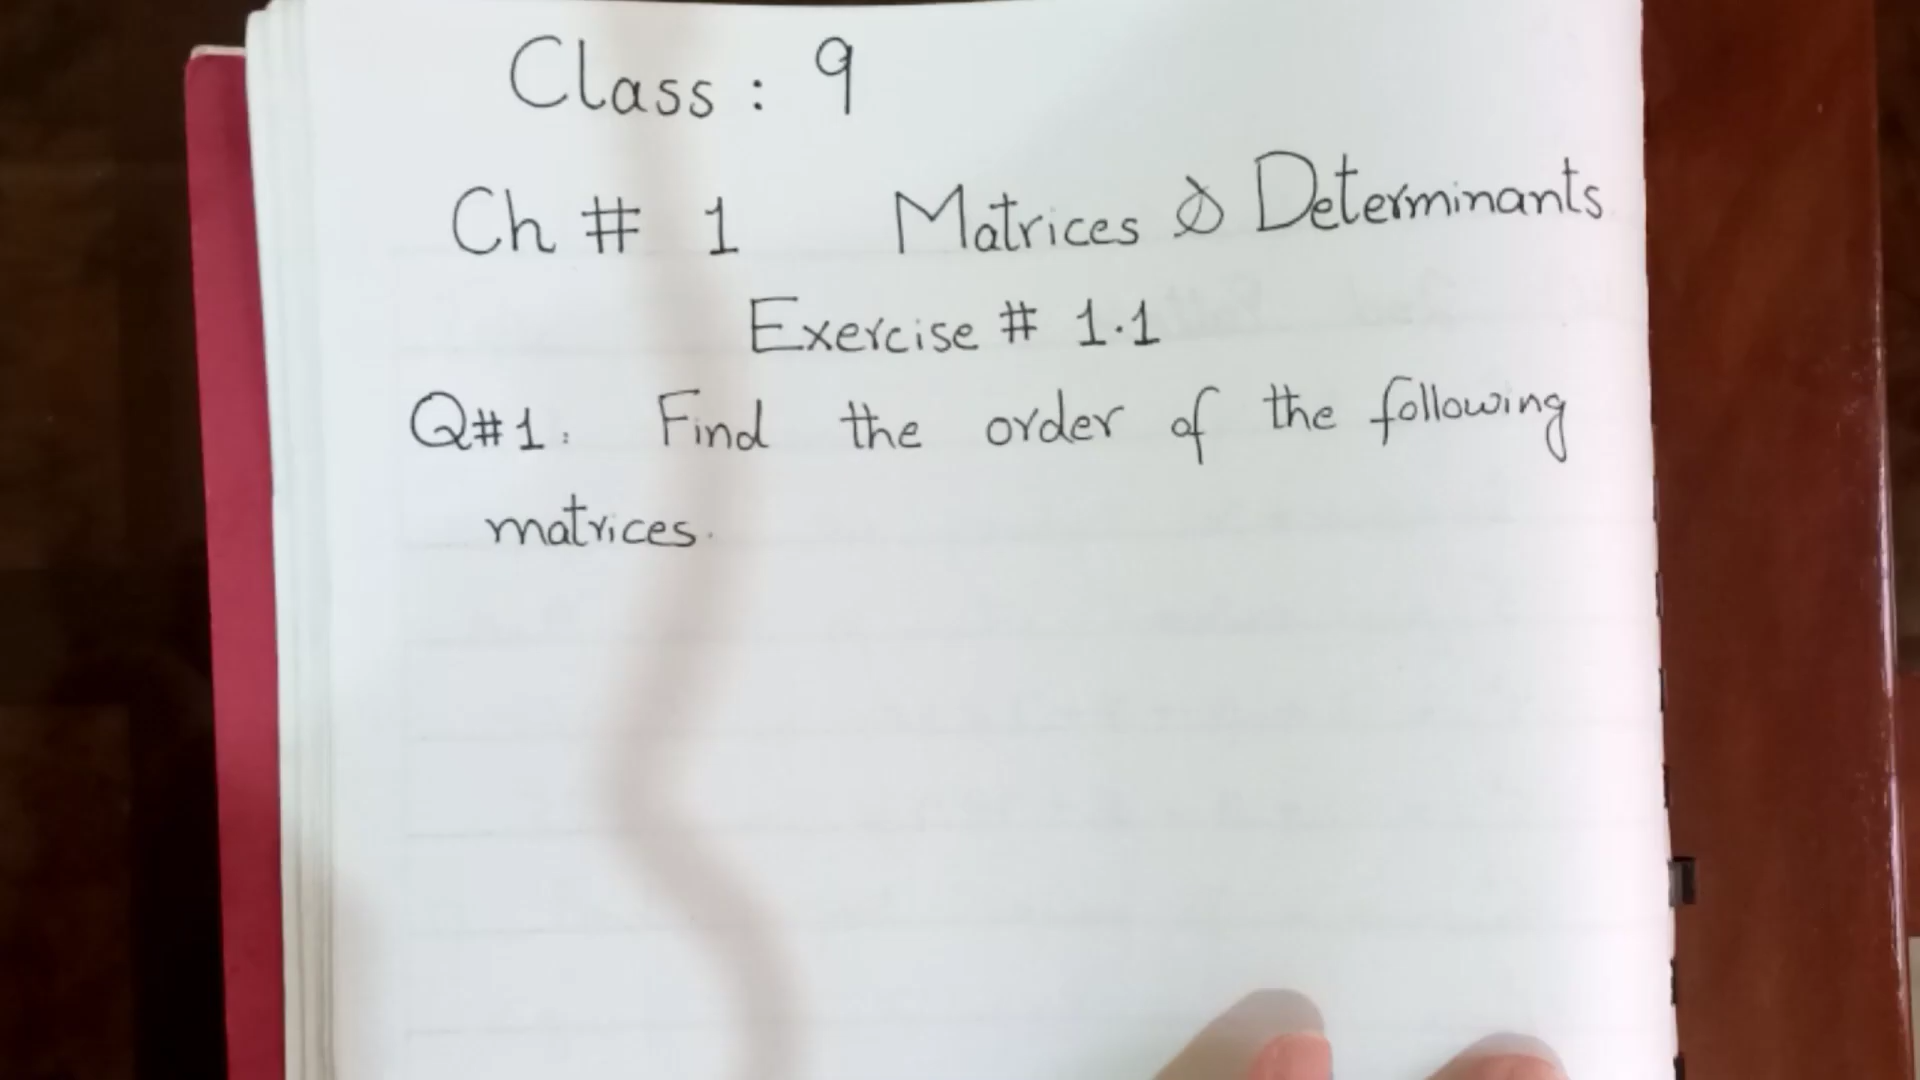 Class : 9
Ch # 1 Matrices & Determinants
Exercise # 1.1
Q#1: Find the order of the following
matrices.